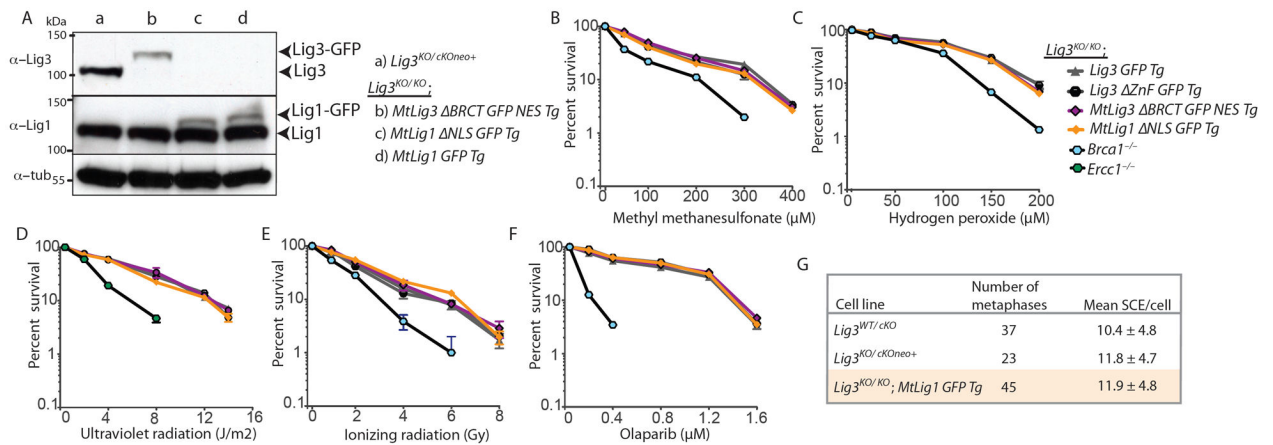 A
kDa
a b c d
150
α–Lig3
Lig3-GFP
Lig3
100
150
α–Lig1
Lig1-GFP
Lig1
100
α–tub
55
a) Lig3KO/cKOneo+
Lig3KO/KO;
b) MtLig3 ΔBRCT GFP NES Tg
c) MtLig1 ΔNLS GFP Tg
d) MtLig1 GFP Tg
B
Percent survival
100
10
1
0.1
0 100 200 300 400
Methyl methanesulfonate (µM)
C
Percent survival
100
10
1
0.1
0 50 100 150 200
Hydrogen peroxide (µM)
Lig3KO/KO;
Lig3 GFP Tg
Lig3 ΔZnF GFP Tg
MtLig3 ΔBRCT GFP NES Tg
MtLig1 ΔNLS GFP Tg
Brca1–/–
Ercc1–/–
D
Percent survival
100
10
1
0.1
0 4 8 12 16
Ultraviolet radiation (J/m2)
E
Percent survival
100
10
1
0.1
0 2 4 6 8
Ionizing radiation (Gy)
F
Percent survival
100
10
1
0.1
0 0.4 0.8 1.2 1.6
Olaparib (µM)
G
Cell line Number of metaphases Mean SCE/cell
Lig3WT/cKO 37 10.4 ± 4.8
Lig3KO/cKOneo+ 23 11.8 ± 4.7
Lig3KO/KO; MtLig1 GFP Tg 45 11.9 ± 4.8